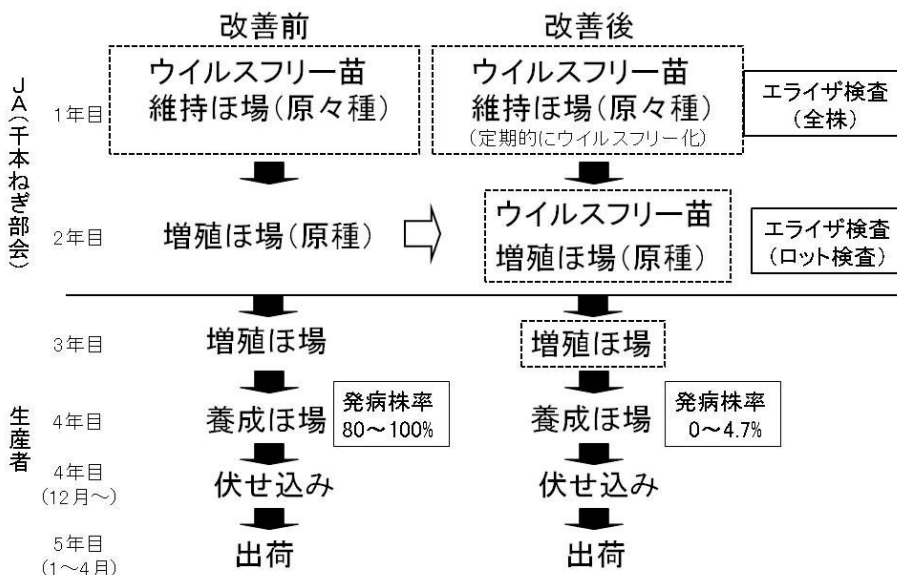 改善前
改善後
JA(千本ねぎ部会)
1年目
ウイルスフリー苗
維持ほ場(原々種)
ウイルスフリー苗
維持ほ場(原々種)
(定期的にウイルスフリー化)
エライザ検査
(全株)
2年目
増殖ほ場(原種)
ウイルスフリー苗
増殖ほ場(原種)
エライザ検査
(ロット検査)
生産者
3年目
増殖ほ場
増殖ほ場
4年目
養成ほ場
発病株率
80～100%
養成ほ場
発病株率
0～4.7%
4年目
(12月～)
伏せ込み
伏せ込み
5年目
(1～4月)
出荷
出荷